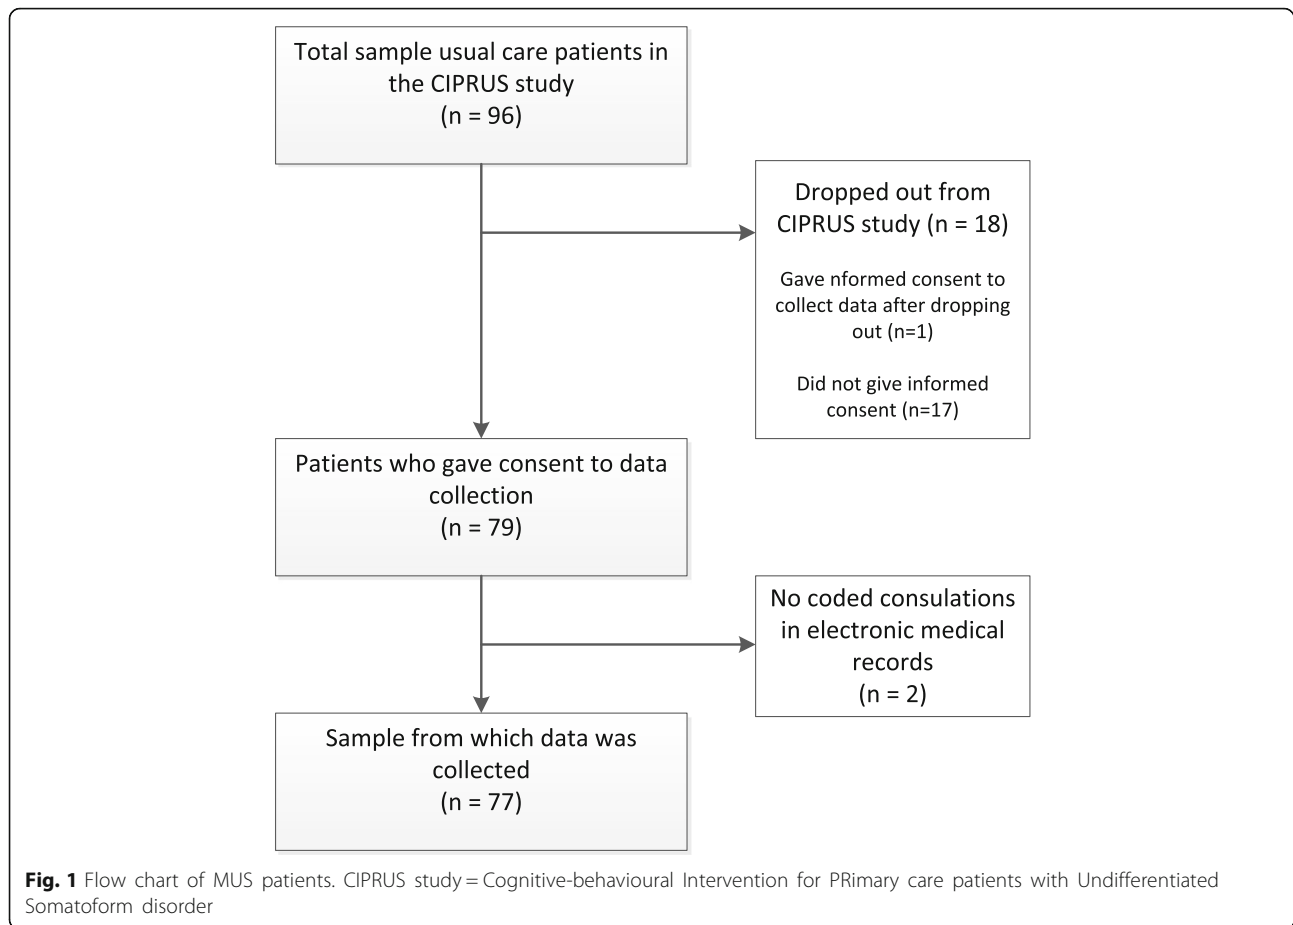 Total sample usual care patients in
the CIPRUS study
(n = 96)
Dropped out from
CIPRUS study (n = 18)
Gave nformed consent to
collect data after dropping
out (n=1)
Did not give informed
consent (n=17)
Patients who gave consent to data
collection
(n = 79)
No coded consulations
in electronic medical
records
(n = 2)
Sample from which data was
collected
(n = 77)
Fig. 1 Flow chart of MUS patients. CIPRUS study = Cognitive-behavioural Intervention for PRimary care patients with Undifferentiated
Somatoform disorder